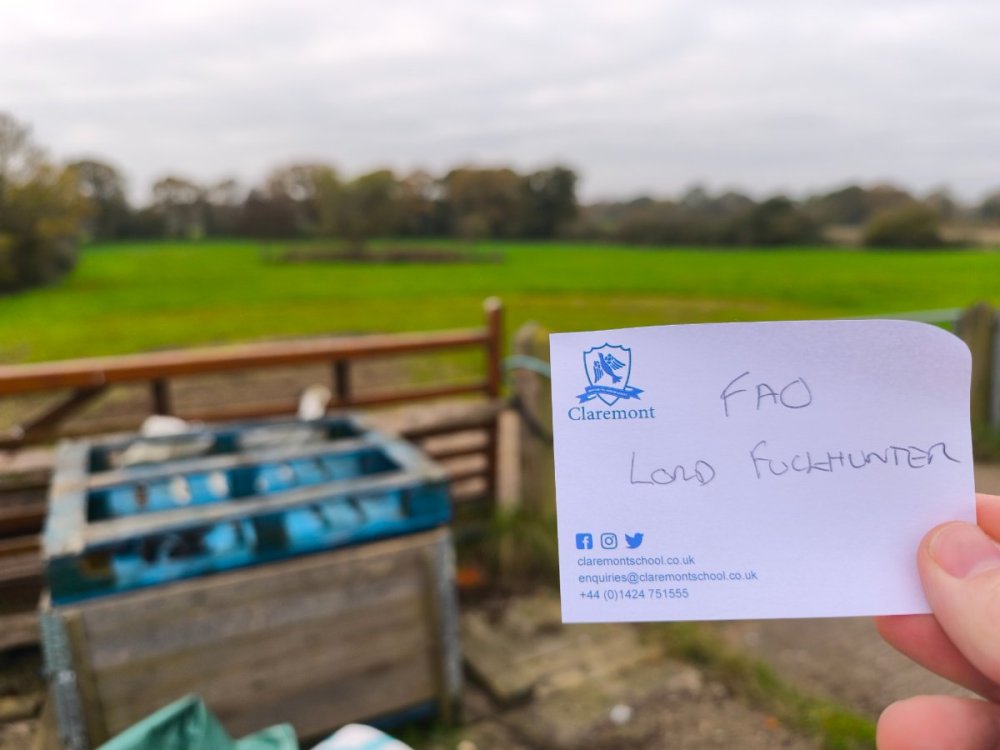 Claremont
FAO
LORD FUCKHUNTER
claremontschool.co.uk
enquiries@claremontschool.co.uk
+44 (0)1424 751555